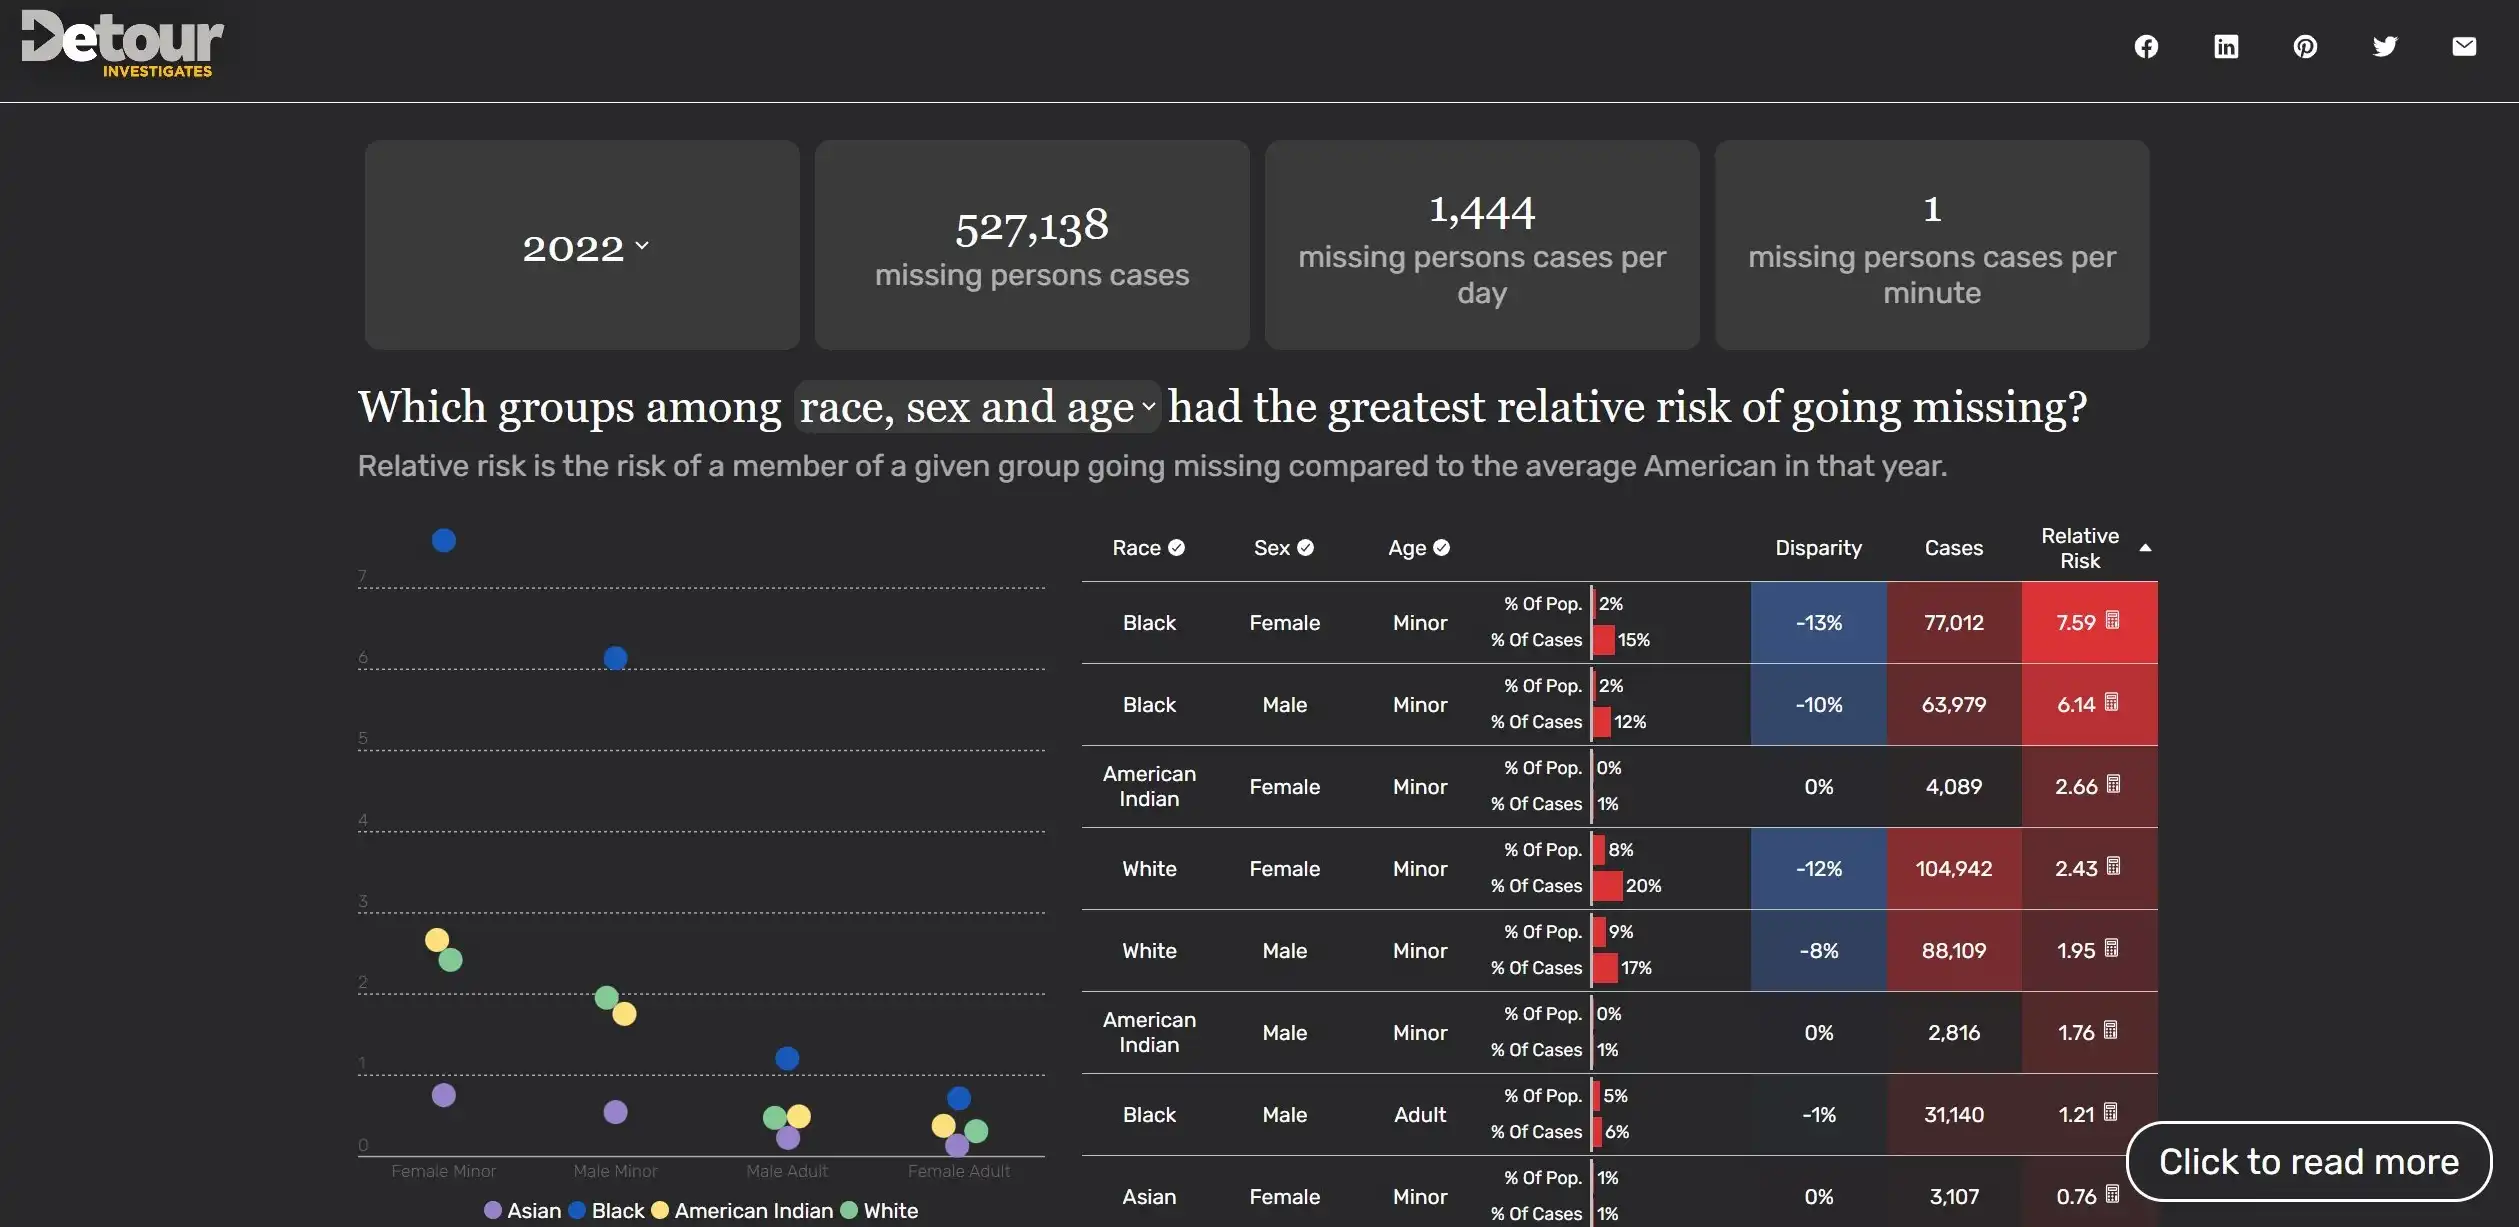 Detour
INVESTIGATES
2022
527,138
missing persons cases
1,444
missing persons cases per
day
1
missing persons cases per
minute
Which groups among race, sex and age had the greatest relative risk of going missing?
Relative risk is the risk of a member of a given group going missing compared to the average American in that year.
7
6
5
4
3
2
1
0
Female Minor Male Minor Male Adult Female Adult
Asian Black American Indian White
Race Sex Age Disparity Cases Relative
Risk
% Of Pop. 2%
Black Female Minor -13% 77,012 7.59
% Of Cases 15%
% Of Pop. 2%
Black Male Minor -10% 63,979 6.14
% Of Cases 12%
% Of Pop. 0%
American
Indian Female Minor 0% 4,089 2.66
% Of Cases 1%
% Of Pop. 8%
White Female Minor -12% 104,942 2.43
% Of Cases 20%
% Of Pop. 9%
White Male Minor -8% 88,109 1.95
% Of Cases 17%
% Of Pop. 0%
American
Indian Male Minor 0% 2,816 1.76
% Of Cases 1%
% Of Pop. 5%
Black Male Adult -1% 31,140 1.21
% Of Cases 6%
% Of Pop. 1%
Asian Female Minor 0% 3,107 0.76
% Of Cases 1%
Click to read more